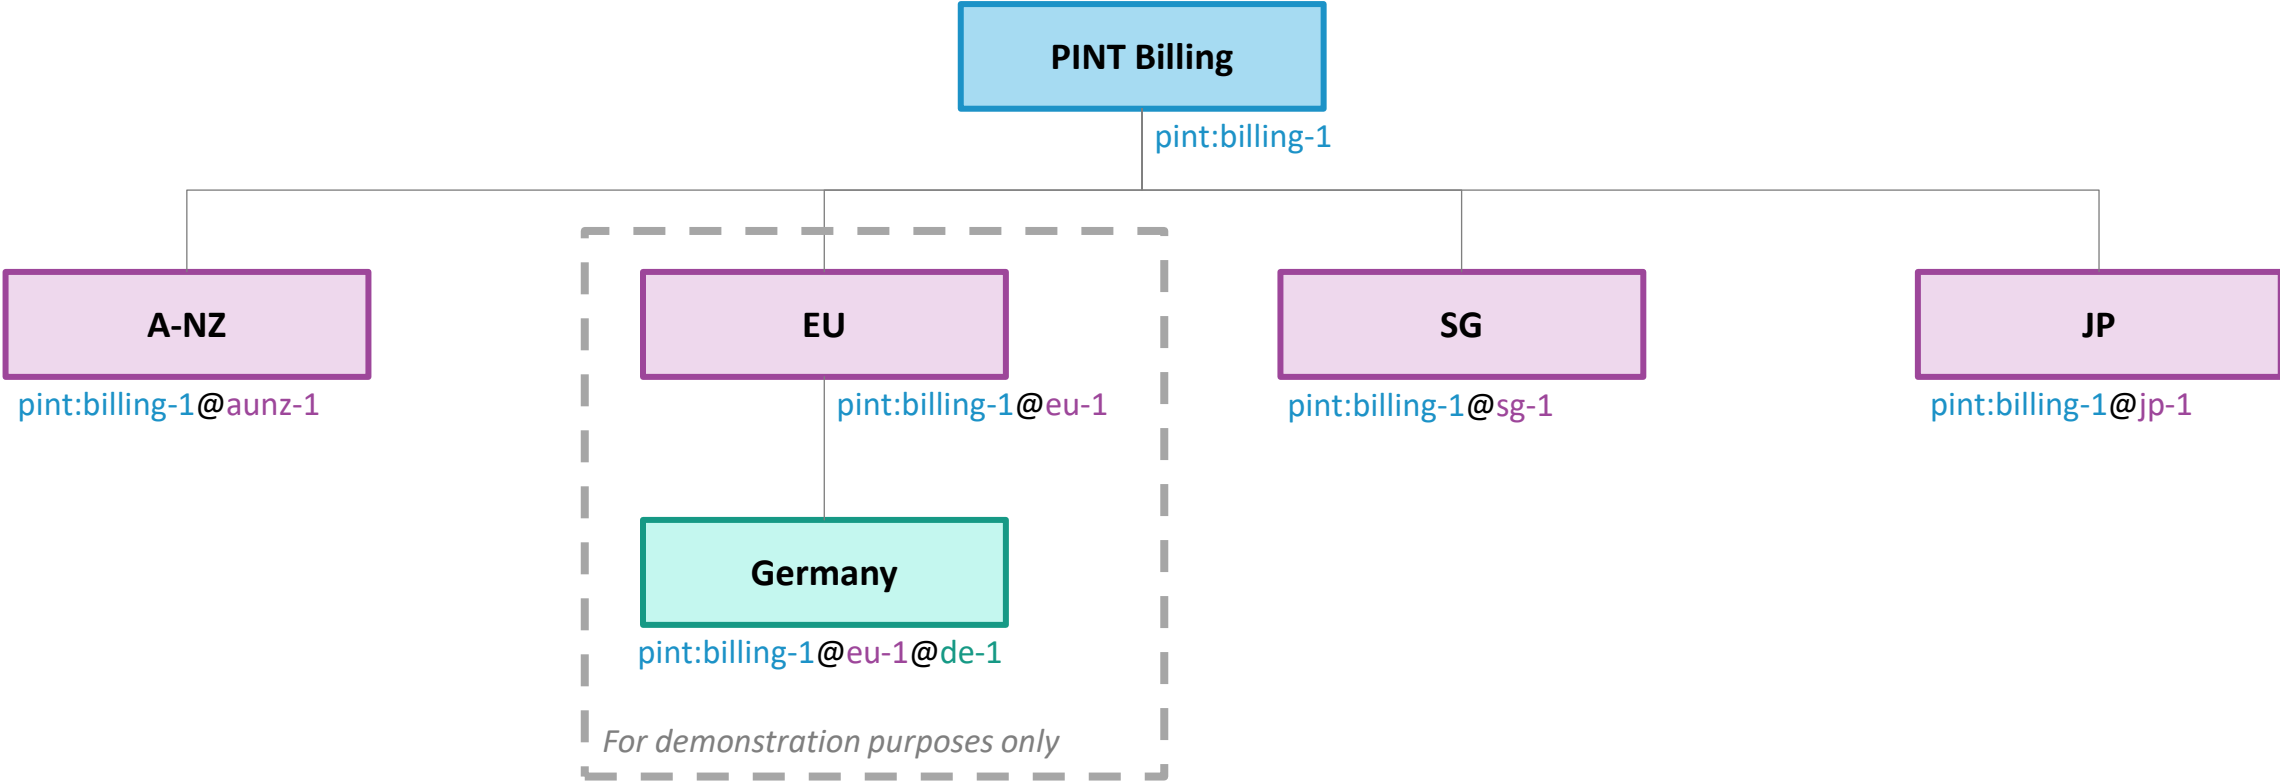 PINT Billing
pint:billing-1
A-NZ
EU
SG
JP
pint:billing-1@aunz-1
pint:billing-1@eu-1
pint:billing-1@sg-1
pint:billing-1@jp-1
Germany
pint:billing-1@eu-1@de-1
For demonstration purposes only